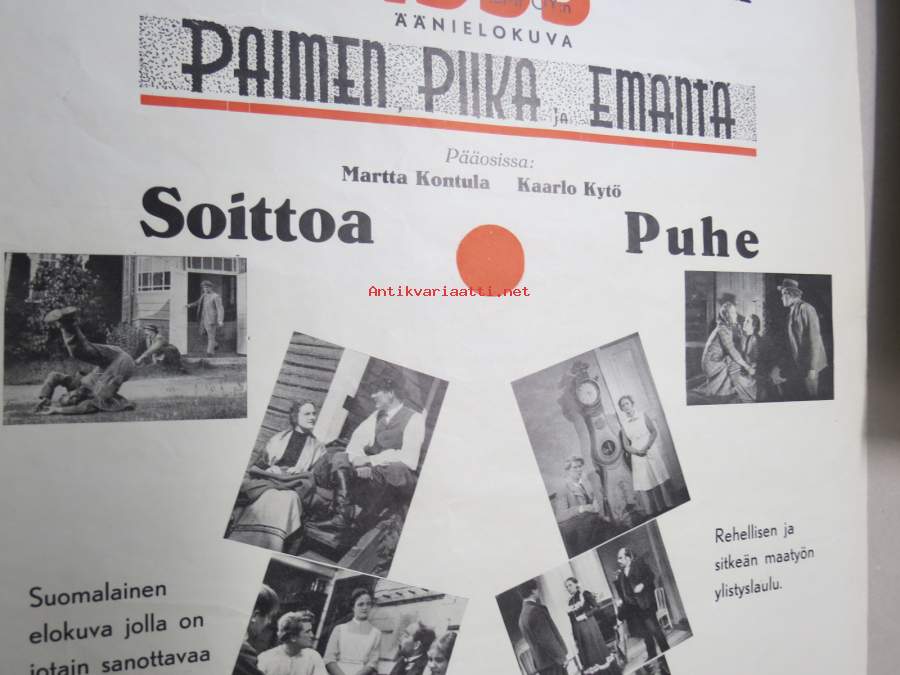 ÄÄNIELOKUVA
PAIMEN, PIIKA ja EMÄNTÄ
Pääosissa:
Martta Kontula Kaarlo Kytö
Soittoa Puhe
Antikvariaatti.net
Rehellisen ja
sitkeän maatyön
ylistyslaulu.
Suomalainen
elokuva jolla on
jotain sanottavaa